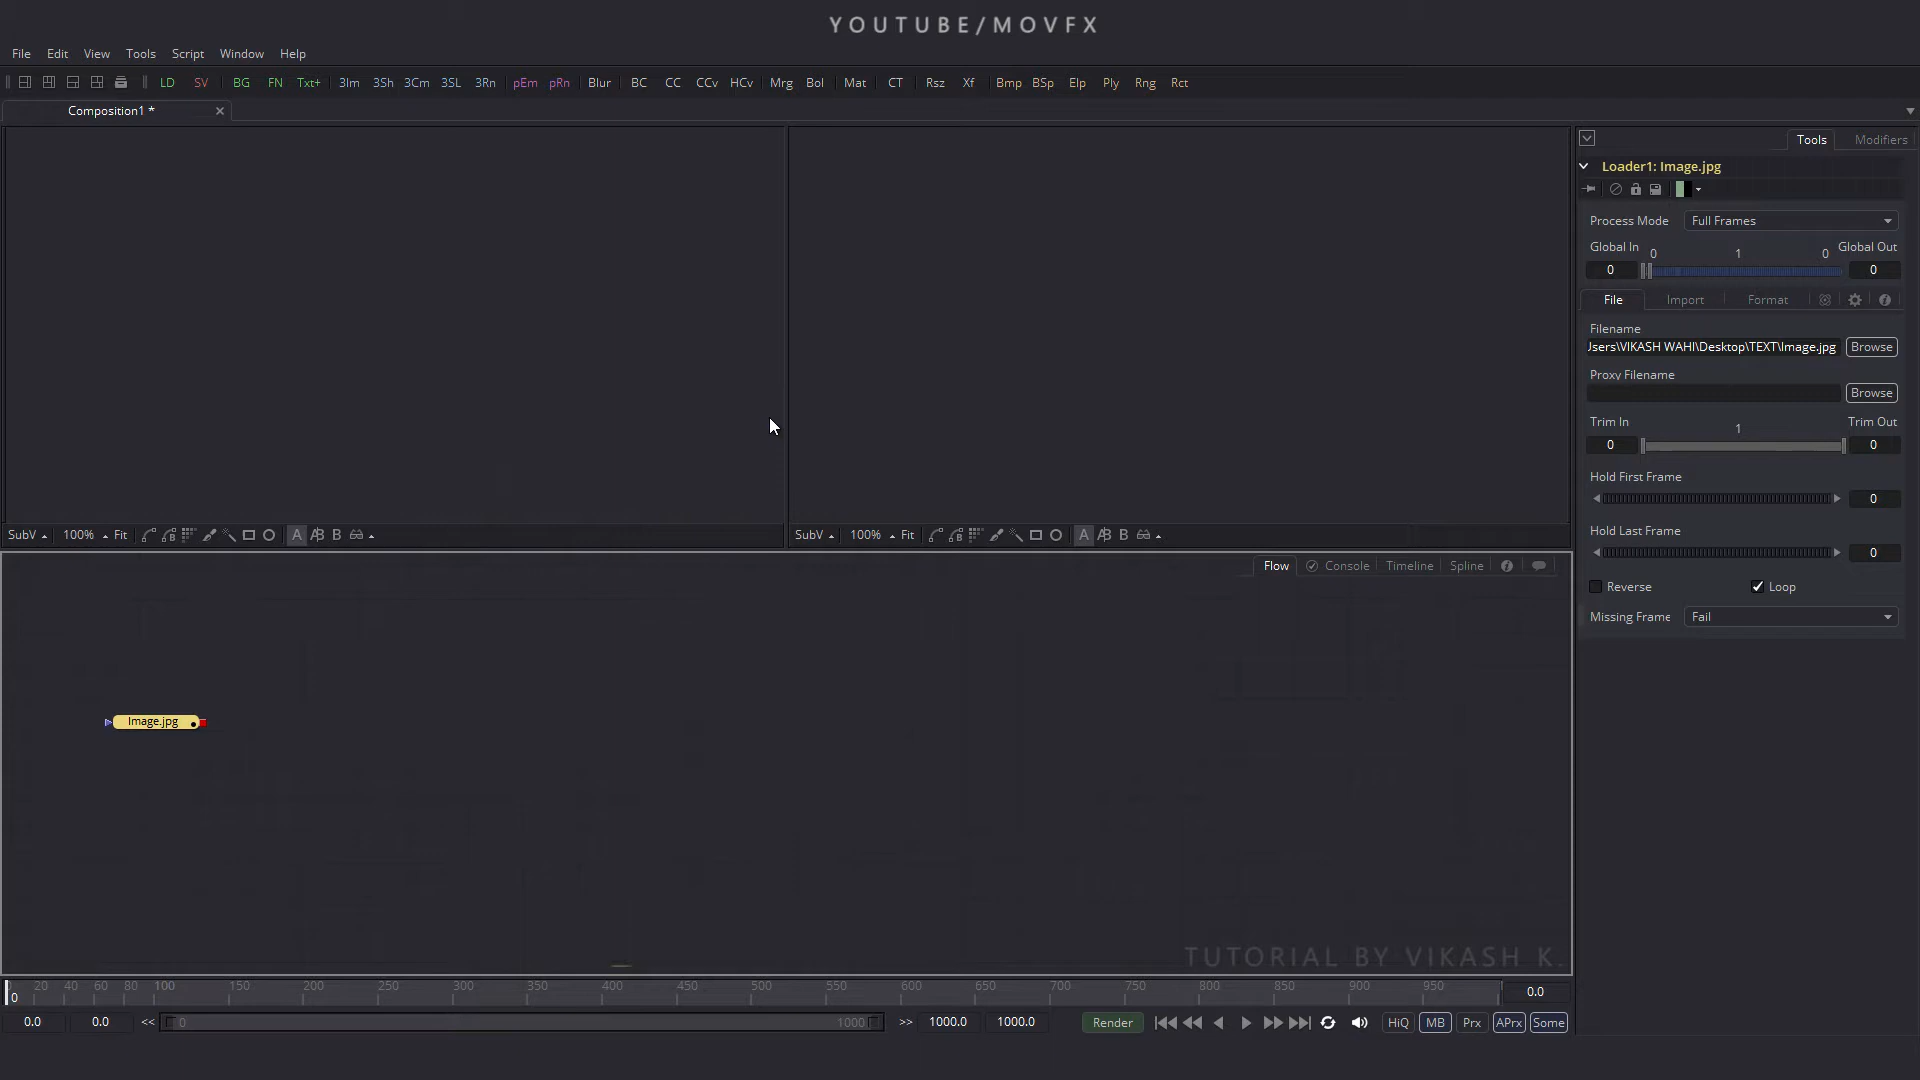 YOUTUBE/MOVFX
File Edit View Tools Script Window Help
LD SV BG FN Txt+ 3Im 3Sh 3Cm 3SL 3Rn pEm pRn Blur BC CC CCv HCv Mrg Bol Mat CT Rsz Xf Bmp BSp Elp Ply Rng Rct
Composition1 *
Tools Modifiers
Loader1: Image.jpg
Process Mode Full Frames
Global In 0 1 0 Global Out
0 0
File Import Format
Filename
Users\VIKASH WAHI\Desktop\TEXT\Image.jpg Browse
Proxy Filename
Browse
Trim In 1 Trim Out
0 0
Hold First Frame
0
Hold Last Frame
0
Reverse Loop
Missing Frame Fail
SubV 100% Fit A A|B B
SubV 100% Fit A A|B B
Flow Console Timeline Spline
Image.jpg
TUTORIAL BY VIKASH K.
0 20 40 60 80 100 150 200 250 300 350 400 450 500 550 600 650 700 750 800 850 900 950 0.0
0.0 0.0 << 0 1000 >> 1000.0 1000.0 Render HiQ MB Prx APrx Some